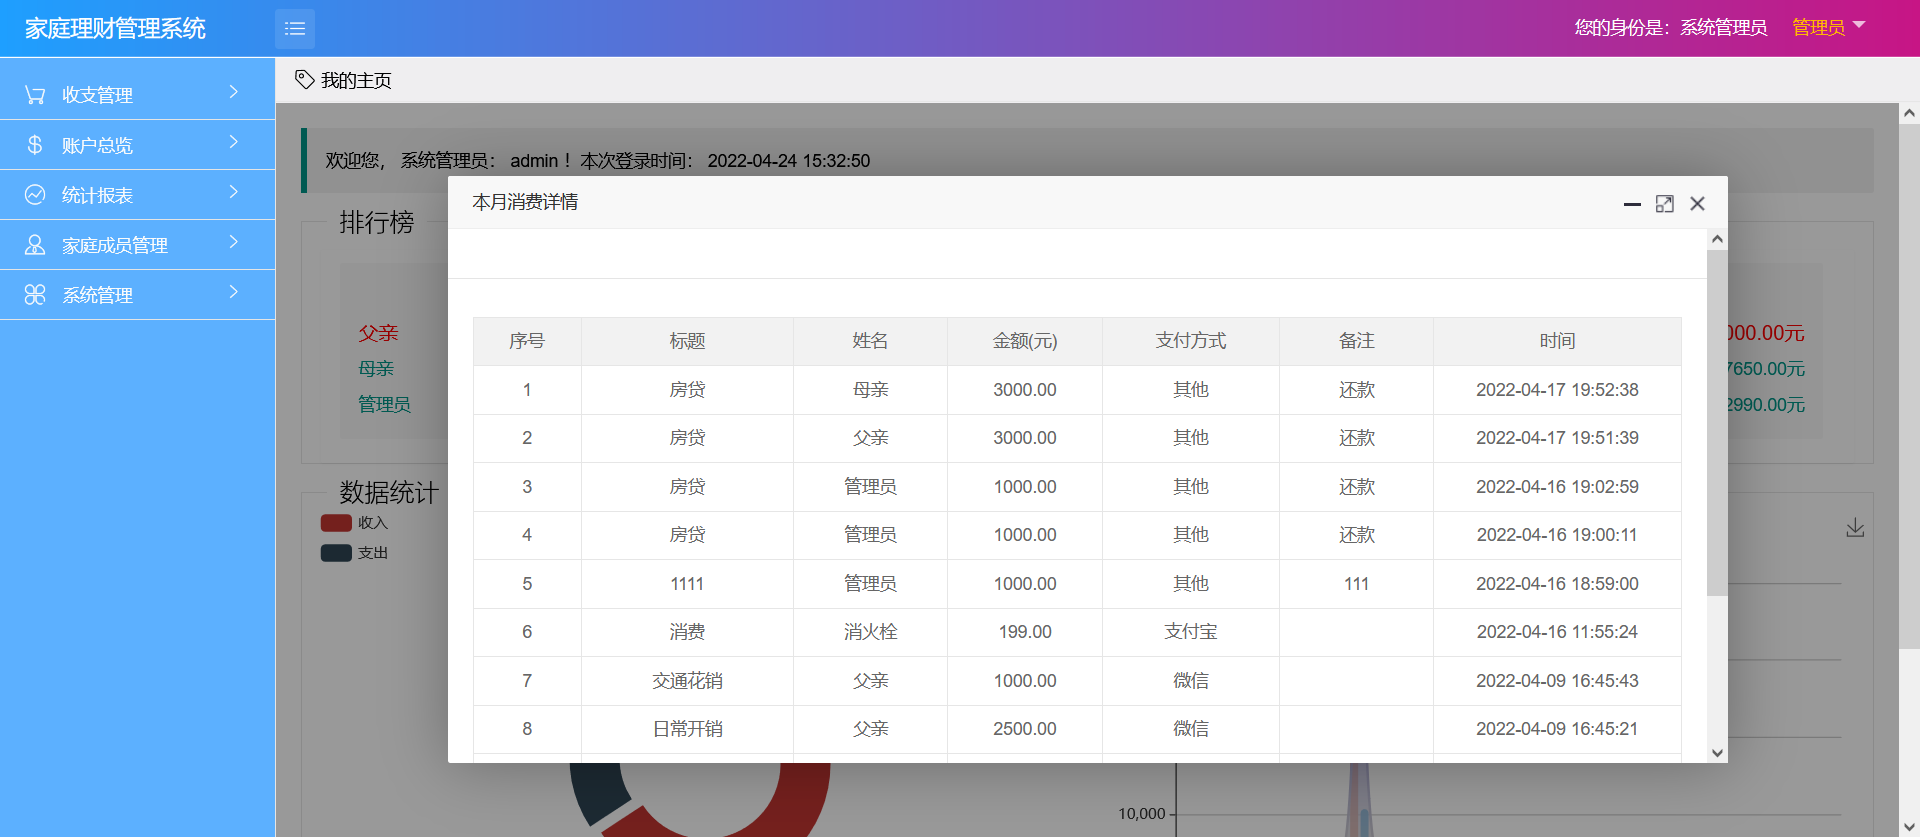 家庭理财管理系统
您的身份是：系统管理员 管理员
收支管理
账户总览
统计报表
家庭成员管理
系统管理
我的主页
欢迎您， 系统管理员： admin！本次登录时间： 2022-04-24 15:32:50
排行榜
父亲 000.00元
母亲 7650.00元
管理员 2990.00元
数据统计
收入
支出
本月消费详情
序号 标题 姓名 金额(元) 支付方式 备注 时间
1 房贷 母亲 3000.00 其他 还款 2022-04-17 19:52:38
2 房贷 父亲 3000.00 其他 还款 2022-04-17 19:51:39
3 房贷 管理员 1000.00 其他 还款 2022-04-16 19:02:59
4 房贷 管理员 1000.00 其他 还款 2022-04-16 19:00:11
5 1111 管理员 1000.00 其他 111 2022-04-16 18:59:00
6 消费 消火栓 199.00 支付宝 2022-04-16 11:55:24
7 交通花销 父亲 1000.00 微信 2022-04-09 16:45:43
8 日常开销 父亲 2500.00 微信 2022-04-09 16:45:21
10,000